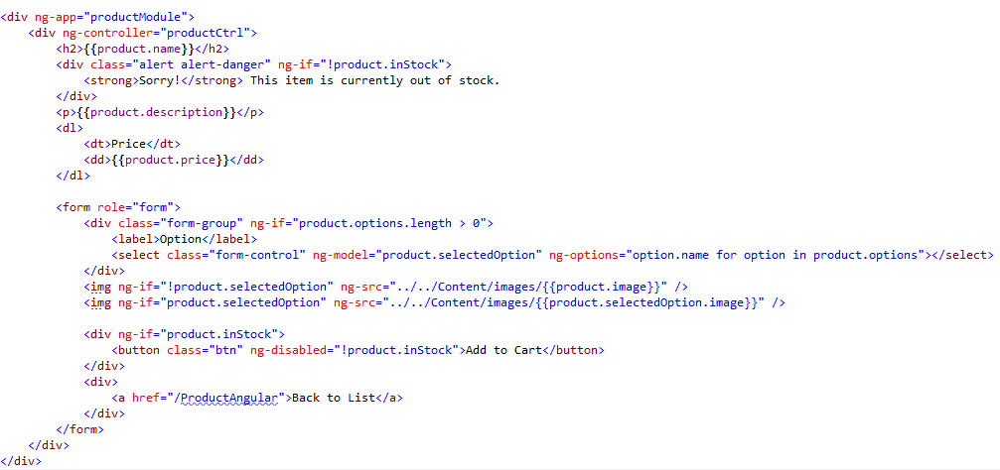 <div ng-app="productModule">
    <div ng-controller="productCtrl">
        <h2>{{product.name}}</h2>
        <div class="alert alert-danger" ng-if="!product.inStock">
            <strong>Sorry!</strong> This item is currently out of stock.
        </div>
        <p>{{product.description}}</p>
        <dl>
            <dt>Price</dt>
            <dd>{{product.price}}</dd>
        </dl>

        <form role="form">
            <div class="form-group" ng-if="product.options.length > 0">
                <label>Option</label>
                <select class="form-control" ng-model="product.selectedOption" ng-options="option.name for option in product.options"></select>
            </div>
            <img ng-if="!product.selectedOption" ng-src="../../Content/images/{{product.image}}" />
            <img ng-if="product.selectedOption" ng-src="../../Content/images/{{product.selectedOption.image}}" />

            <div ng-if="product.inStock">
                <button class="btn" ng-disabled="!product.inStock">Add to Cart</button>
            </div>
            <div>
                <a href="/ProductAngular">Back to List</a>
            </div>
        </form>
    </div>
</div>